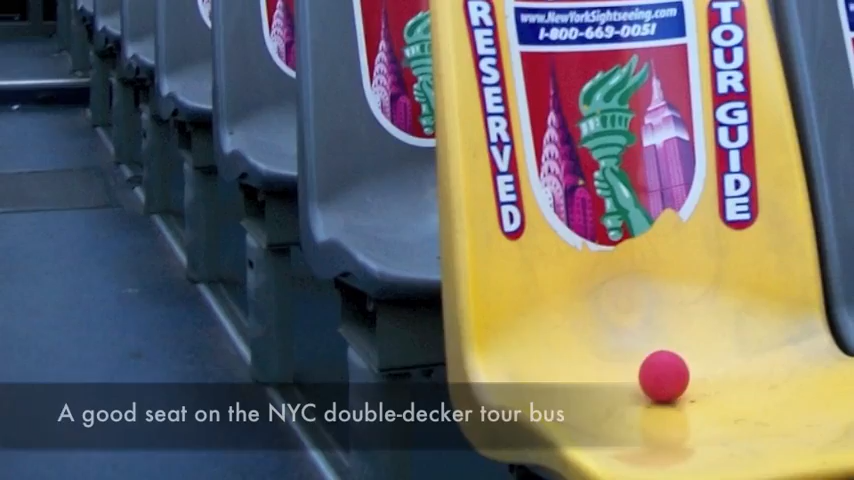 www.NewYorkSightseeing.com
1-800-669-0051
RESERVED
TOUR GUIDE
A good seat on the NYC double-decker tour bus